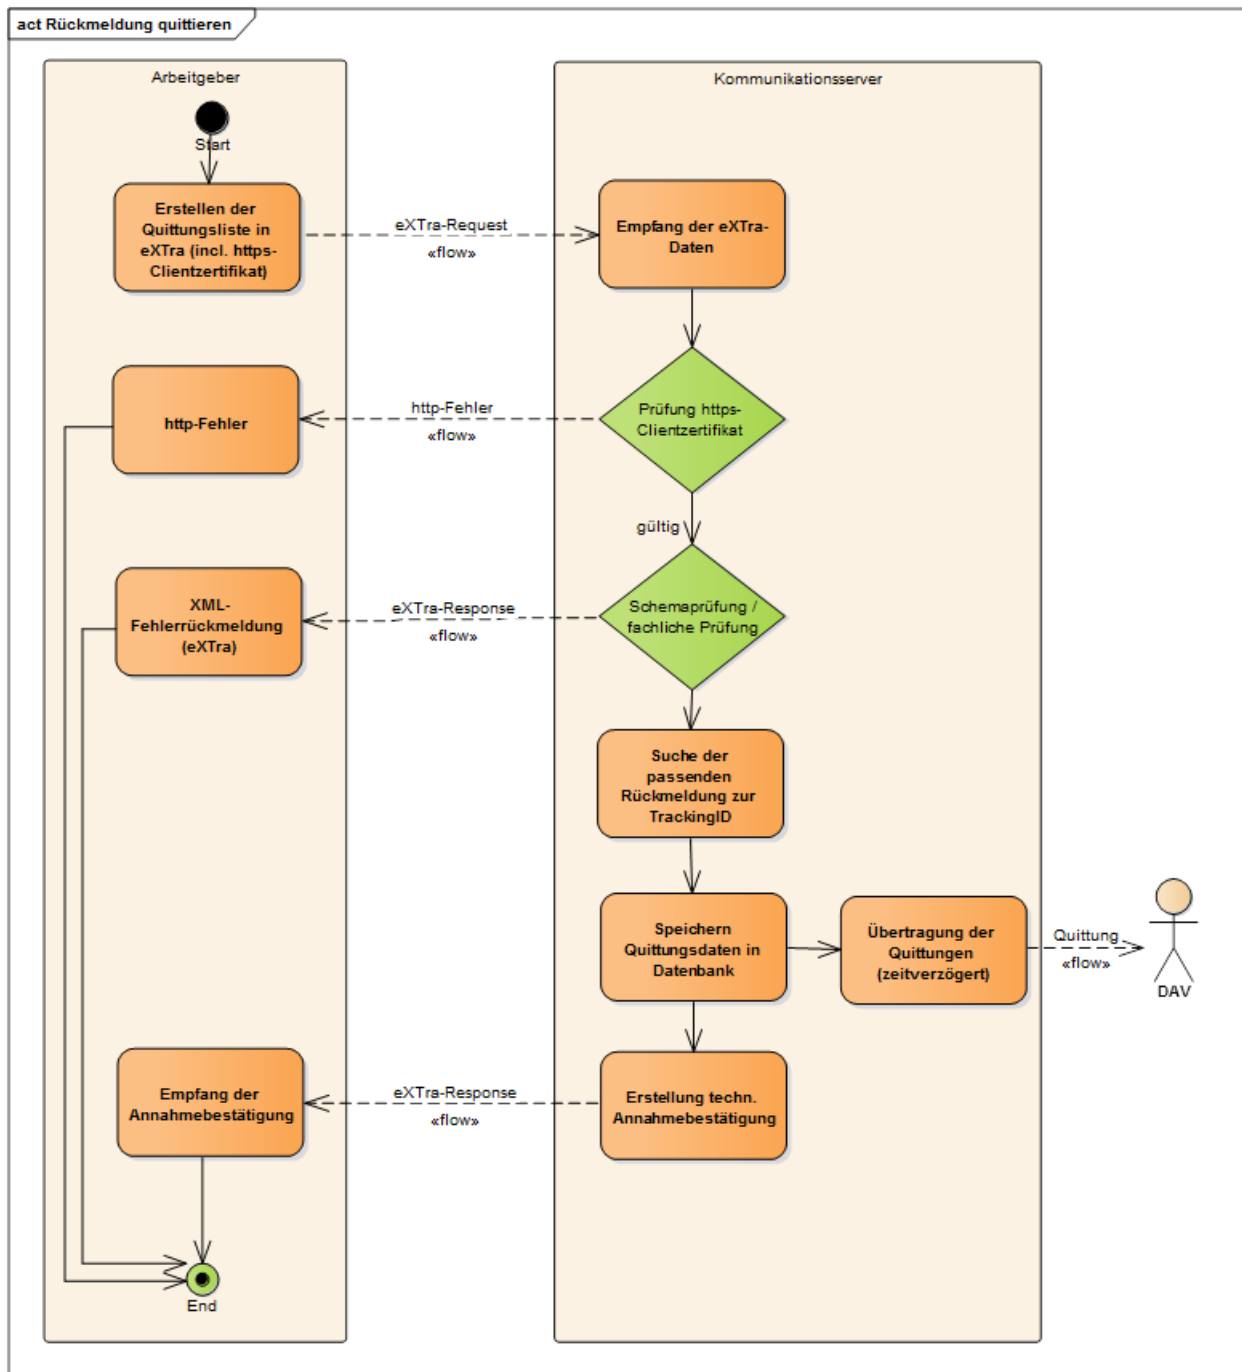 act Rückmeldung quittieren
Arbeitgeber
Kommunikationsserver
Start
Erstellen der
Quittungsliste in
eXTra (incl. https-
Clientzertifikat)
eXTra-Request
«flow»
Empfang der eXTra-
Daten
http-Fehler
http-Fehler
«flow»
Prüfung https-
Clientzertifikat
gültig
XML-
Fehlerrückmeldung
(eXTra)
eXTra-Response
«flow»
Schemaprüfung /
fachliche Prüfung
Suche der
passenden
Rückmeldung zur
TrackingID
Speichern
Quittungsdaten in
Datenbank
Übertragung der
Quittungen
(zeitverzögert)
Quittung
«flow»
DAV
Empfang der
Annahmebestätigung
eXTra-Response
«flow»
Erstellung techn.
Annahmebestätigung
End